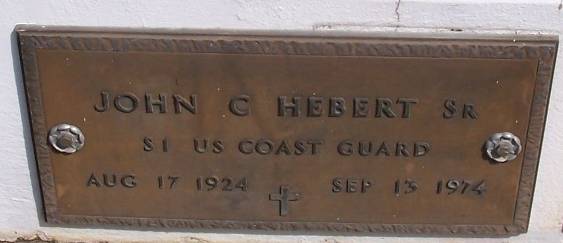 JOHN C HEBERT SR
S1 US COAST GUARD
AUG 17 1924 SEP 13 1974